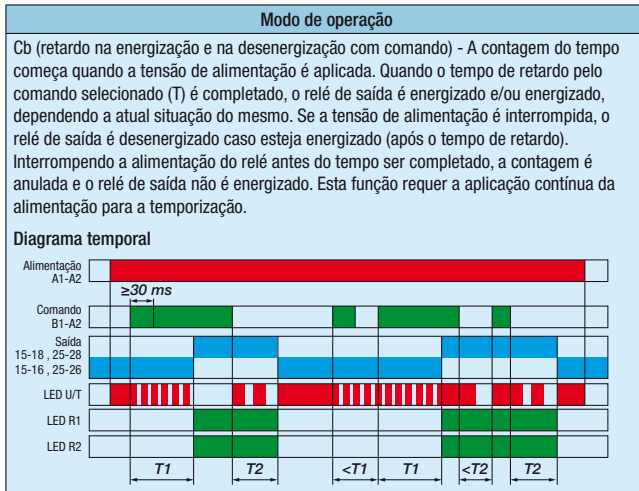 Modo de operação
Cb (retardo na energização e na desenergização com comando) - A contagem do tempo
começa quando a tensão de alimentação é aplicada. Quando o tempo de retardo pelo
comando selecionado (T) é completado, o relé de saída é energizado e/ou energizado,
dependendo a atual situação do mesmo. Se a tensão de alimentação é interrompida, o
relé de saída é desenergizado caso esteja energizado (após o tempo de retardo).
Interrompendo a alimentação do relé antes do tempo ser completado, a contagem é
anulada e o relé de saída não é energizado. Esta função requer a aplicação contínua da
alimentação para a temporização.
Diagrama temporal
Alimentação
A1-A2
≥30 ms
Comando
B1-A2
Saída
15-18 , 25-28
15-16 , 25-26
LED U/T
LED R1
LED R2
T1 T2 <T1 T1 <T2 T2